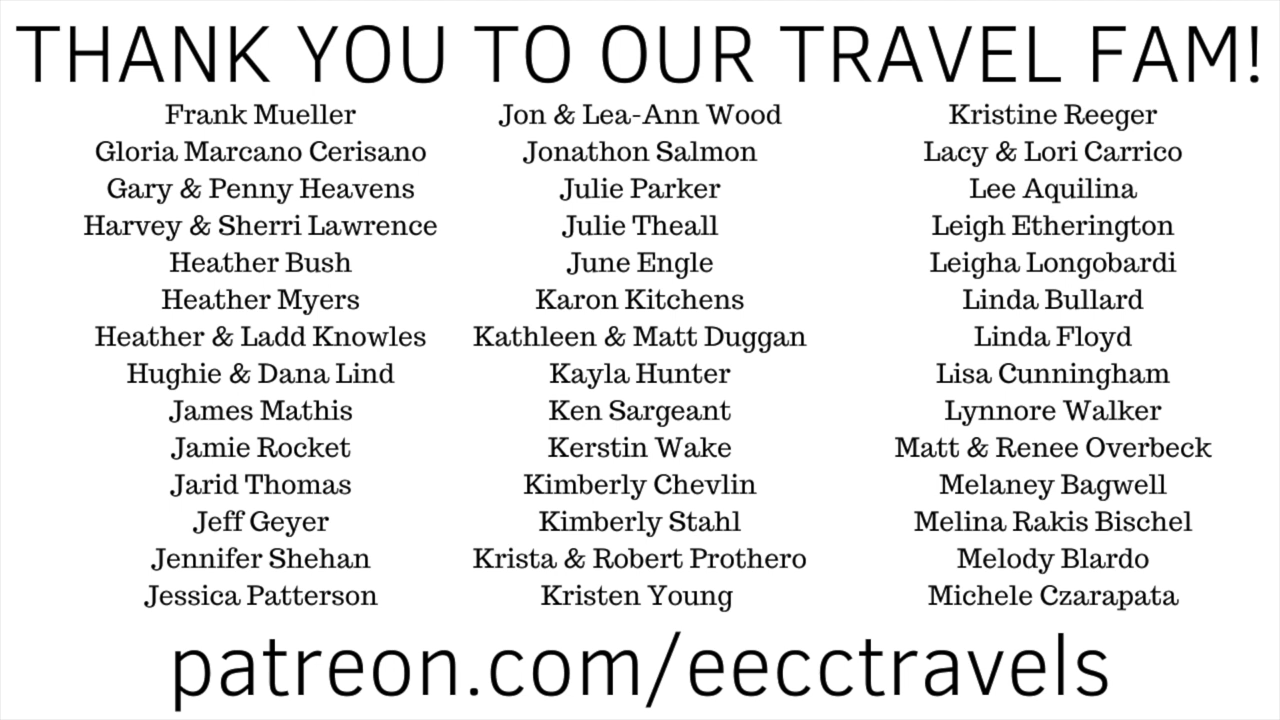 THANK YOU TO OUR TRAVEL FAM!
Frank Mueller
Gloria Marcano Cerisano
Gary & Penny Heavens
Harvey & Sherri Lawrence
Heather Bush
Heather Myers
Heather & Ladd Knowles
Hughie & Dana Lind
James Mathis
Jamie Rocket
Jarid Thomas
Jeff Geyer
Jennifer Shehan
Jessica Patterson
Jon & Lea-Ann Wood
Jonathon Salmon
Julie Parker
Julie Theall
June Engle
Karon Kitchens
Kathleen & Matt Duggan
Kayla Hunter
Ken Sargeant
Kerstin Wake
Kimberly Chevlin
Kimberly Stahl
Krista & Robert Prothero
Kristen Young
Kristine Reeger
Lacy & Lori Carrico
Lee Aquilina
Leigh Etherington
Leigha Longobardi
Linda Bullard
Linda Floyd
Lisa Cunningham
Lynnore Walker
Matt & Renee Overbeck
Melaney Bagwell
Melina Rakis Bischel
Melody Blardo
Michele Czarapata
patreon.com/eecctravels